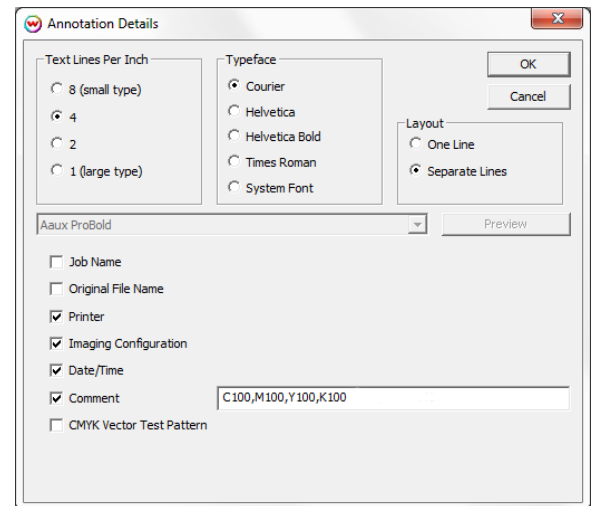 Annotation Details
Text Lines Per Inch
8 (small type)
4
2
1 (large type)
Typeface
Courier
Helvetica
Helvetica Bold
Times Roman
System Font
OK
Cancel
Layout
One Line
Separate Lines
Aaux ProBold
Preview
Job Name
Original File Name
Printer
Imaging Configuration
Date/Time
Comment C100,M100,Y100,K100
CMYK Vector Test Pattern